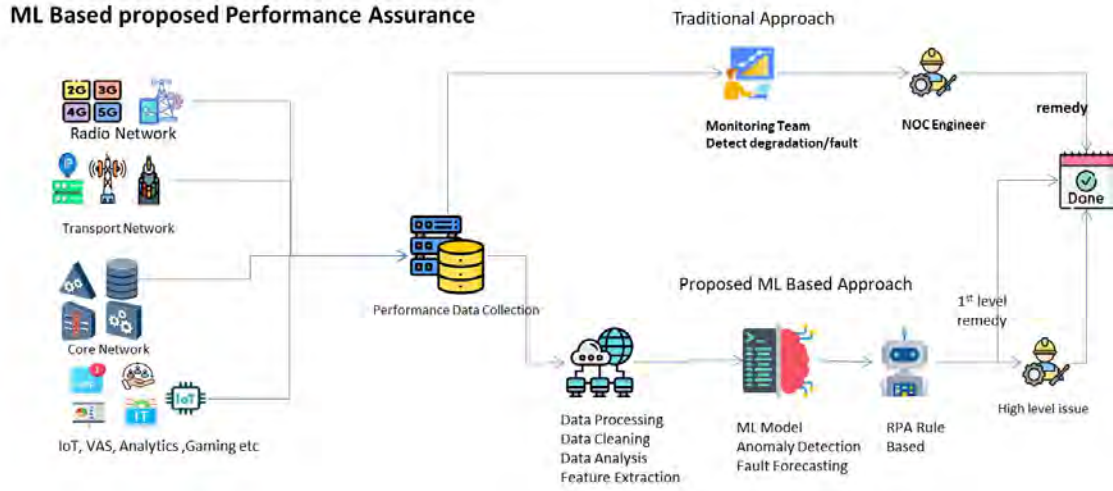 ML Based proposed Performance Assurance
Traditional Approach
2G 3G
4G 5G
Radio Network
Monitoring Team
Detect degradation/fault
NOC Engineer
remedy
Done
Transport Network
Performance Data Collection
Core Network
IoT
IT
IoT, VAS, Analytics ,Gaming etc
Proposed ML Based Approach
1st level
remedy
Data Processing
Data Cleaning
Data Analysis
Feature Extraction
ML Model
Anomaly Detection
Fault Forecasting
RPA Rule
Based
High level issue